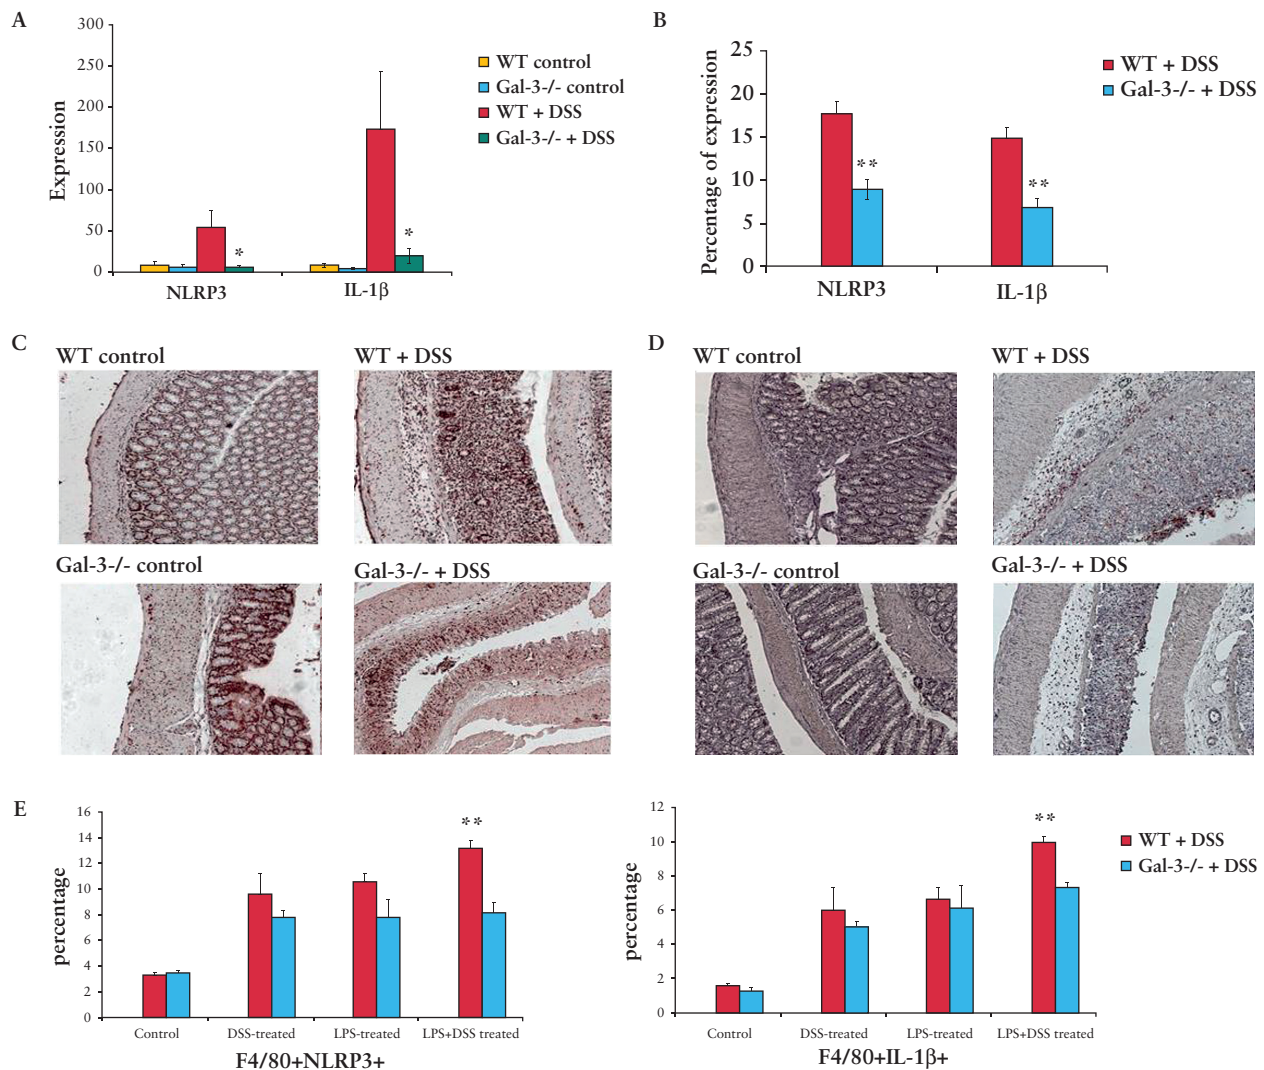 A
300
250
200
150
100
50
0
Expression
*
*
NLRP3
IL-1β
WT control
Gal-3-/- control
WT + DSS
Gal-3-/- + DSS
B
25
20
15
10
5
0
Percentage of expression
**
**
NLRP3
IL-1β
WT + DSS
Gal-3-/- + DSS
C
WT control
WT + DSS
Gal-3-/- control
Gal-3-/- + DSS
D
WT control
WT + DSS
Gal-3-/- control
Gal-3-/- + DSS
E
16
14
12
10
8
6
4
2
0
percentage
**
Control
DSS-treated
LPS-treated
LPS+DSS treated
F4/80+NLRP3+
12
10
8
6
4
2
0
percentage
**
Control
DSS-treated
LPS-treated
LPS+DSS treated
F4/80+IL-1β+
WT + DSS
Gal-3-/- + DSS